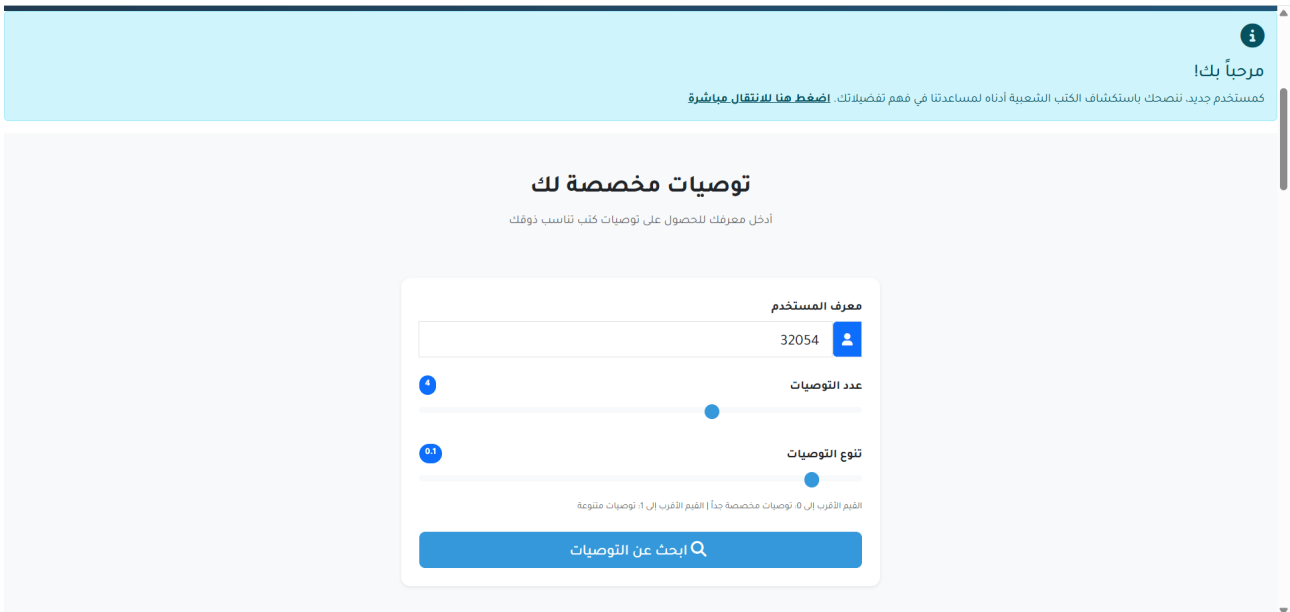 مرحباً بك!
كمستخدم جديد، ننصحك باستكشاف الكتب الشعبية أدناه لمساعدتنا في فهم تفضيلاتك. اضغط هنا للانتقال مباشرة
توصيات مخصصة لك
أدخل معرفك للحصول على توصيات كتب تناسب ذوقك
معرف المستخدم
32054
عدد التوصيات 4
تنوع التوصيات 0.1
القيم الأقرب إلى 0: توصيات مخصصة جداً | القيم الأقرب إلى 1: توصيات متنوعة
ابحث عن التوصيات